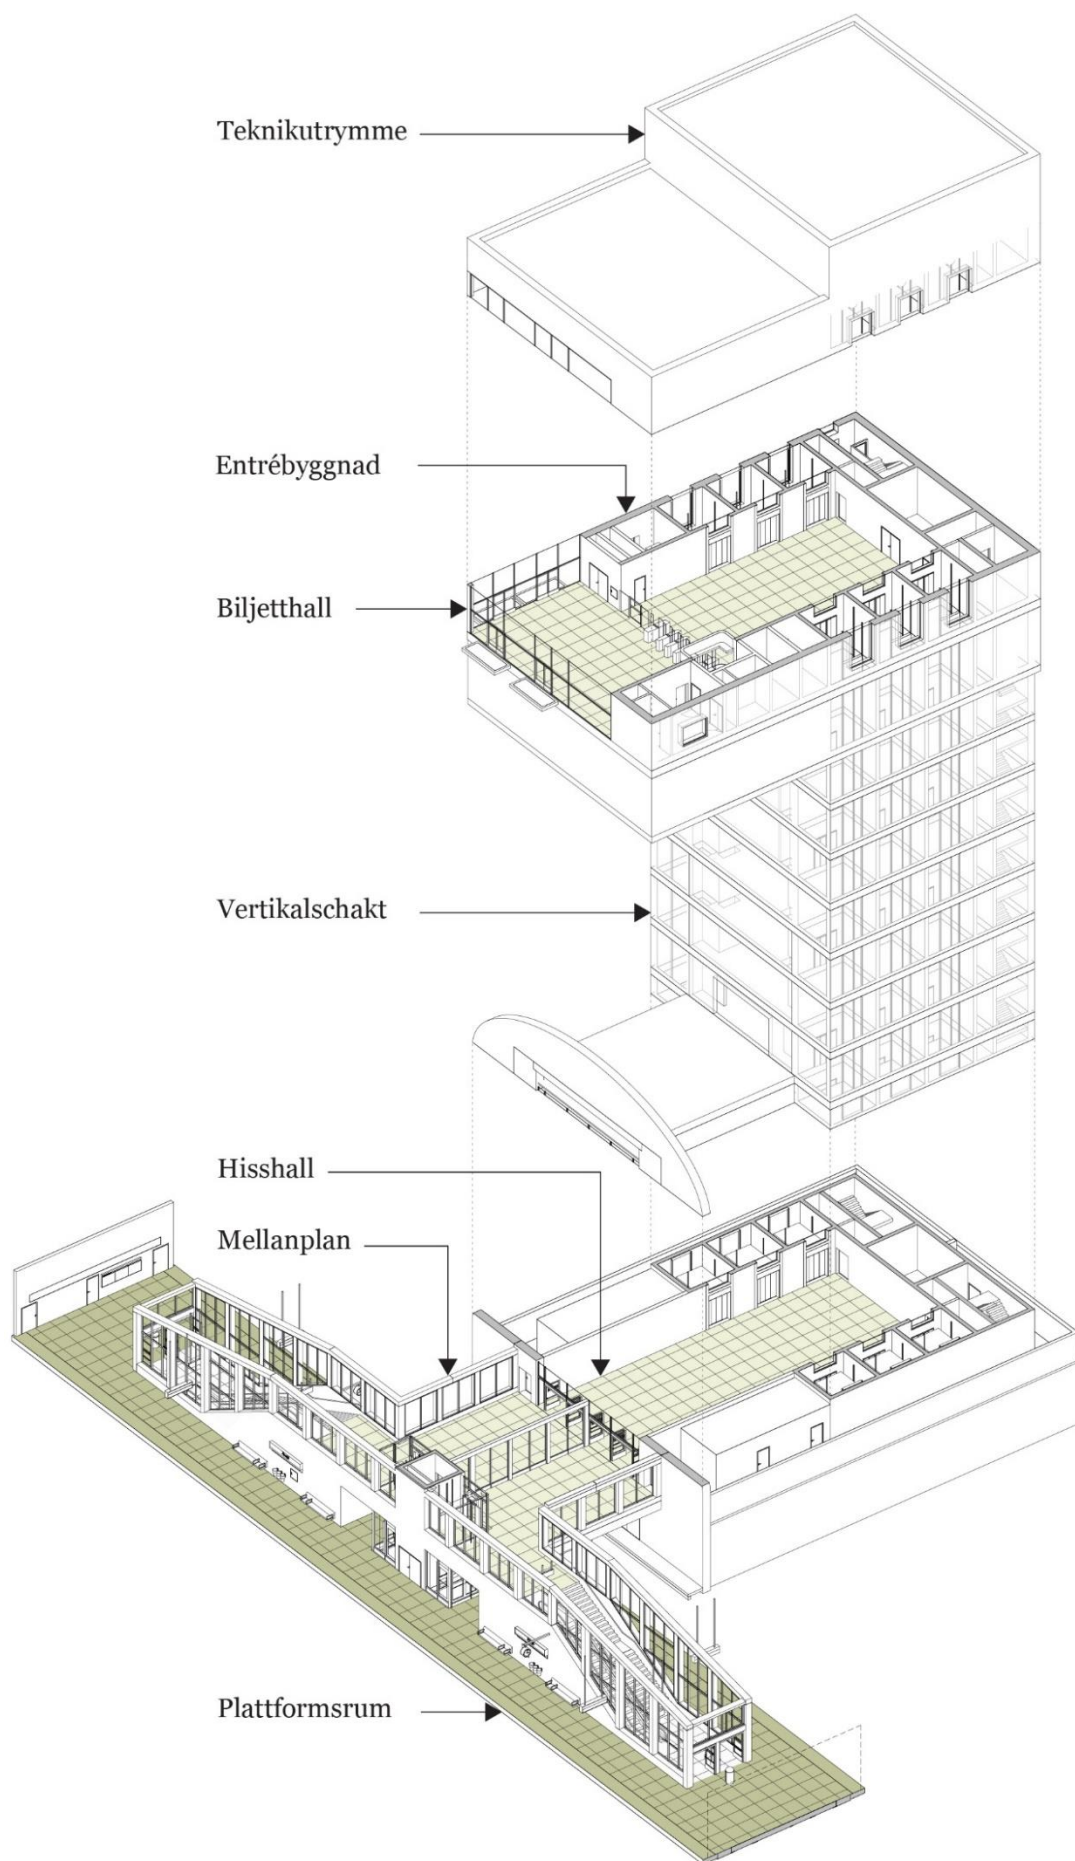 Teknikutrymme
Entrébyggnad
Biljetthall
Vertikalschakt
Hisshall
Mellanplan
Plattformsrum